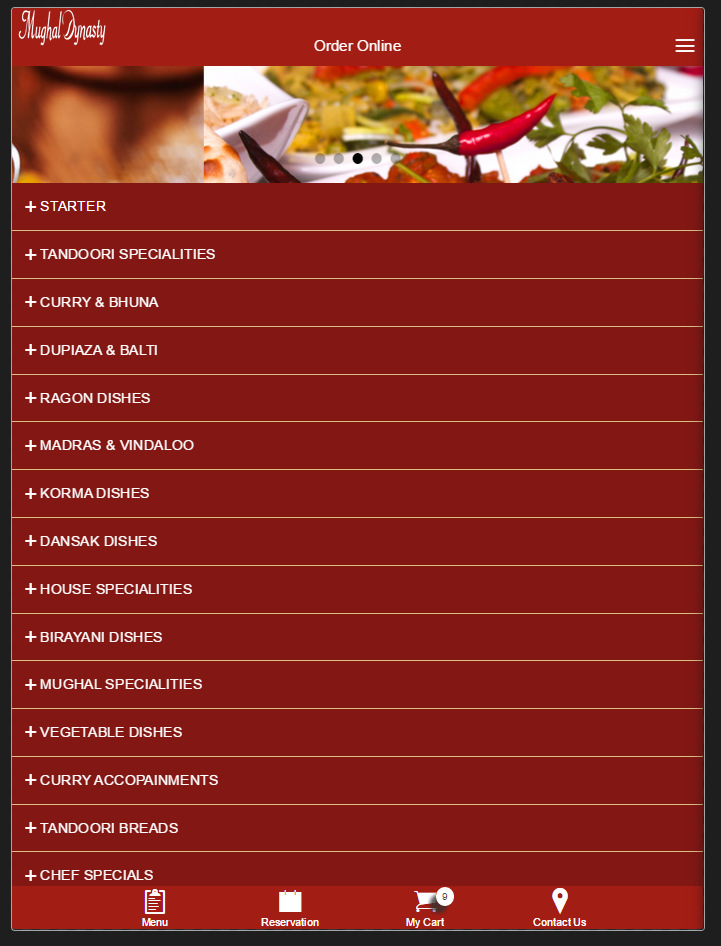 Mughal Dynasty
Order Online
STARTER
TANDOORI SPECIALITIES
CURRY & BHUNA
DUPIAZA & BALTI
RAGON DISHES
MADRAS & VINDALOO
KORMA DISHES
DANSAK DISHES
HOUSE SPECIALITIES
BIRAYANI DISHES
MUGHAL SPECIALITIES
VEGETABLE DISHES
CURRY ACCOPAINMENTS
TANDOORI BREADS
CHEF SPECIALS
9
Menu Reservation My Cart Contact Us